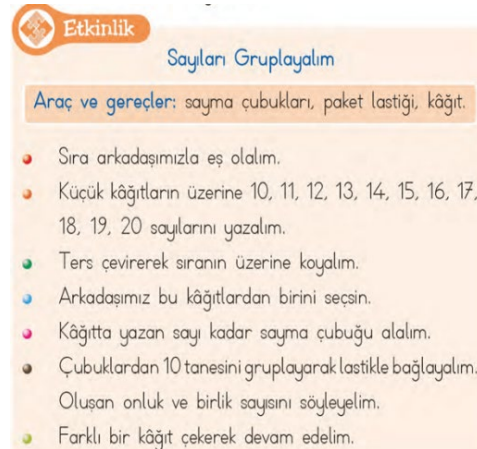 Etkinlik
Sayıları Gruplayalım
Araç ve gereçler: sayma çubukları, paket lastiği, kâğıt.
Sıra arkadaşımızla eş olalım.
Küçük kâğıtların üzerine 10, 11, 12, 13, 14, 15, 16, 17,
18, 19, 20 sayılarını yazalım.
Ters çevirerek sıranın üzerine koyalım.
Arkadaşımız bu kâğıtlardan birini seçsin.
Kâğıtta yazan sayı kadar sayma çubuğu alalım.
Çubuklardan 10 tanesini gruplayarak lastikle bağlayalım.
Oluşan onluk ve birlik sayısını söyleyelim.
Farklı bir kâğıt çekerek devam edelim.